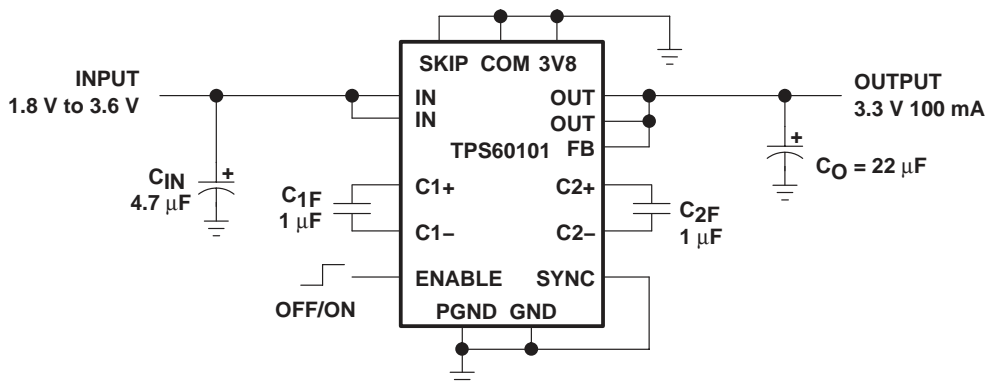 SKIP COM 3V8
INPUT
1.8 V to 3.6 V
IN
IN
OUT
OUT
FB
OUTPUT
3.3 V 100 mA
TPS60101
+
CIN
4.7 μF
+
CO = 22 μF
C1F
1 μF
C1+
C1–
C2+
C2–
C2F
1 μF
OFF/ON
ENABLE
SYNC
PGND GND